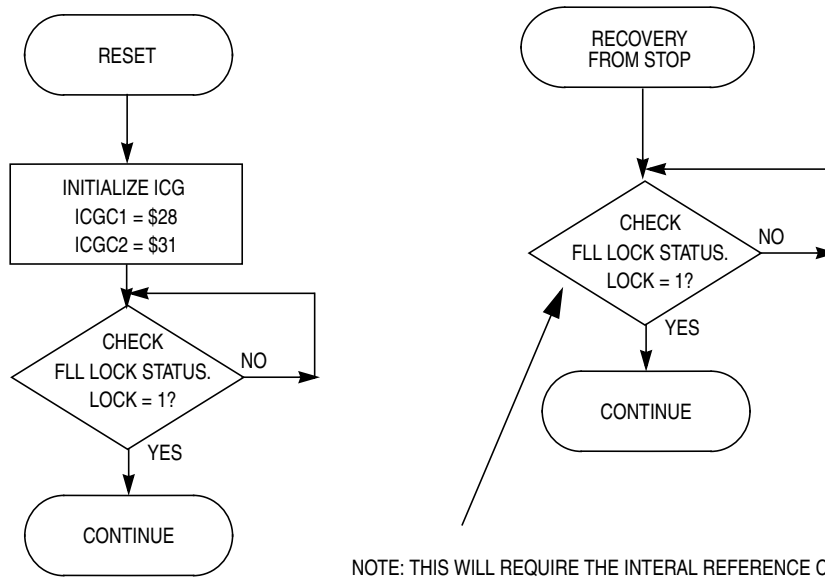 RESET
INITIALIZE ICG
ICGC1 = $28
ICGC2 = $31
CHECK
FLL LOCK STATUS.
LOCK = 1?
NO
YES
CONTINUE
RECOVERY
FROM STOP
CHECK
FLL LOCK STATUS.
LOCK = 1?
NO
YES
CONTINUE
NOTE: THIS WILL REQUIRE THE INTERAL REFERENCE